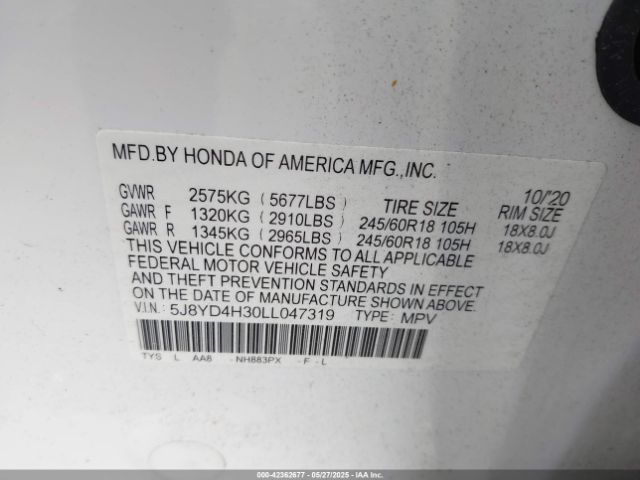 MFD.BY HONDA OF AMERICA MFG.,INC.
10/'20
GVWR 2575KG (5677LBS) TIRE SIZE RIM SIZE
GAWR F 1320KG (2910LBS) 245/60R18 105H 18X8.0J
GAWR R 1345KG (2965LBS) 245/60R18 105H 18X8.0J
THIS VEHICLE CONFORMS TO ALL APPLICABLE
FEDERAL MOTOR VEHICLE SAFETY
AND THEFT PREVENTION STANDARDS IN EFFECT
ON THE DATE OF MANUFACTURE SHOWN ABOVE.
V.I.N.: 5J8YD4H30LL047319 TYPE: MPV
TYS L AA8 -NH883PX -F-L
000-42362677 | 05/27/2025 | IAA Inc.